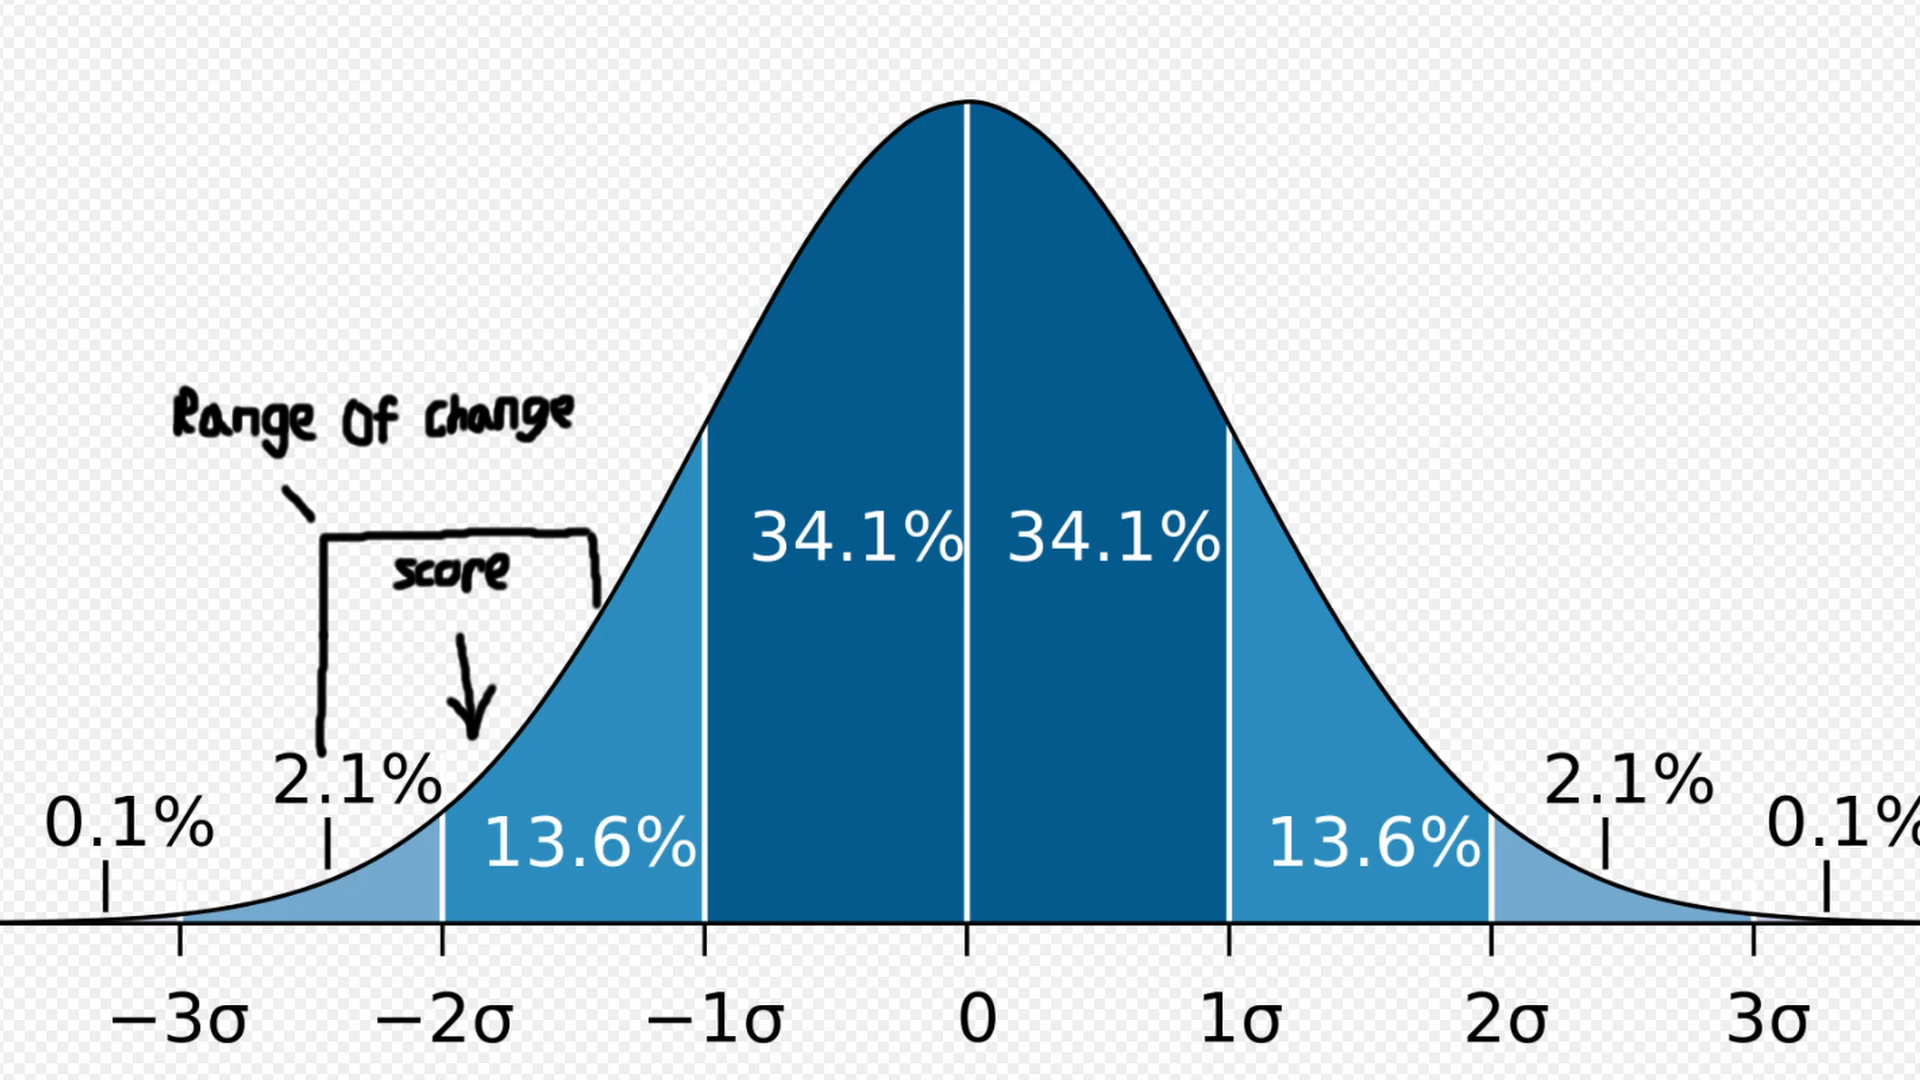 Range Of change
score
34.1% 34.1%
0.1% 2.1% 13.6% 13.6% 2.1% 0.1%
−3σ −2σ −1σ 0 1σ 2σ 3σ